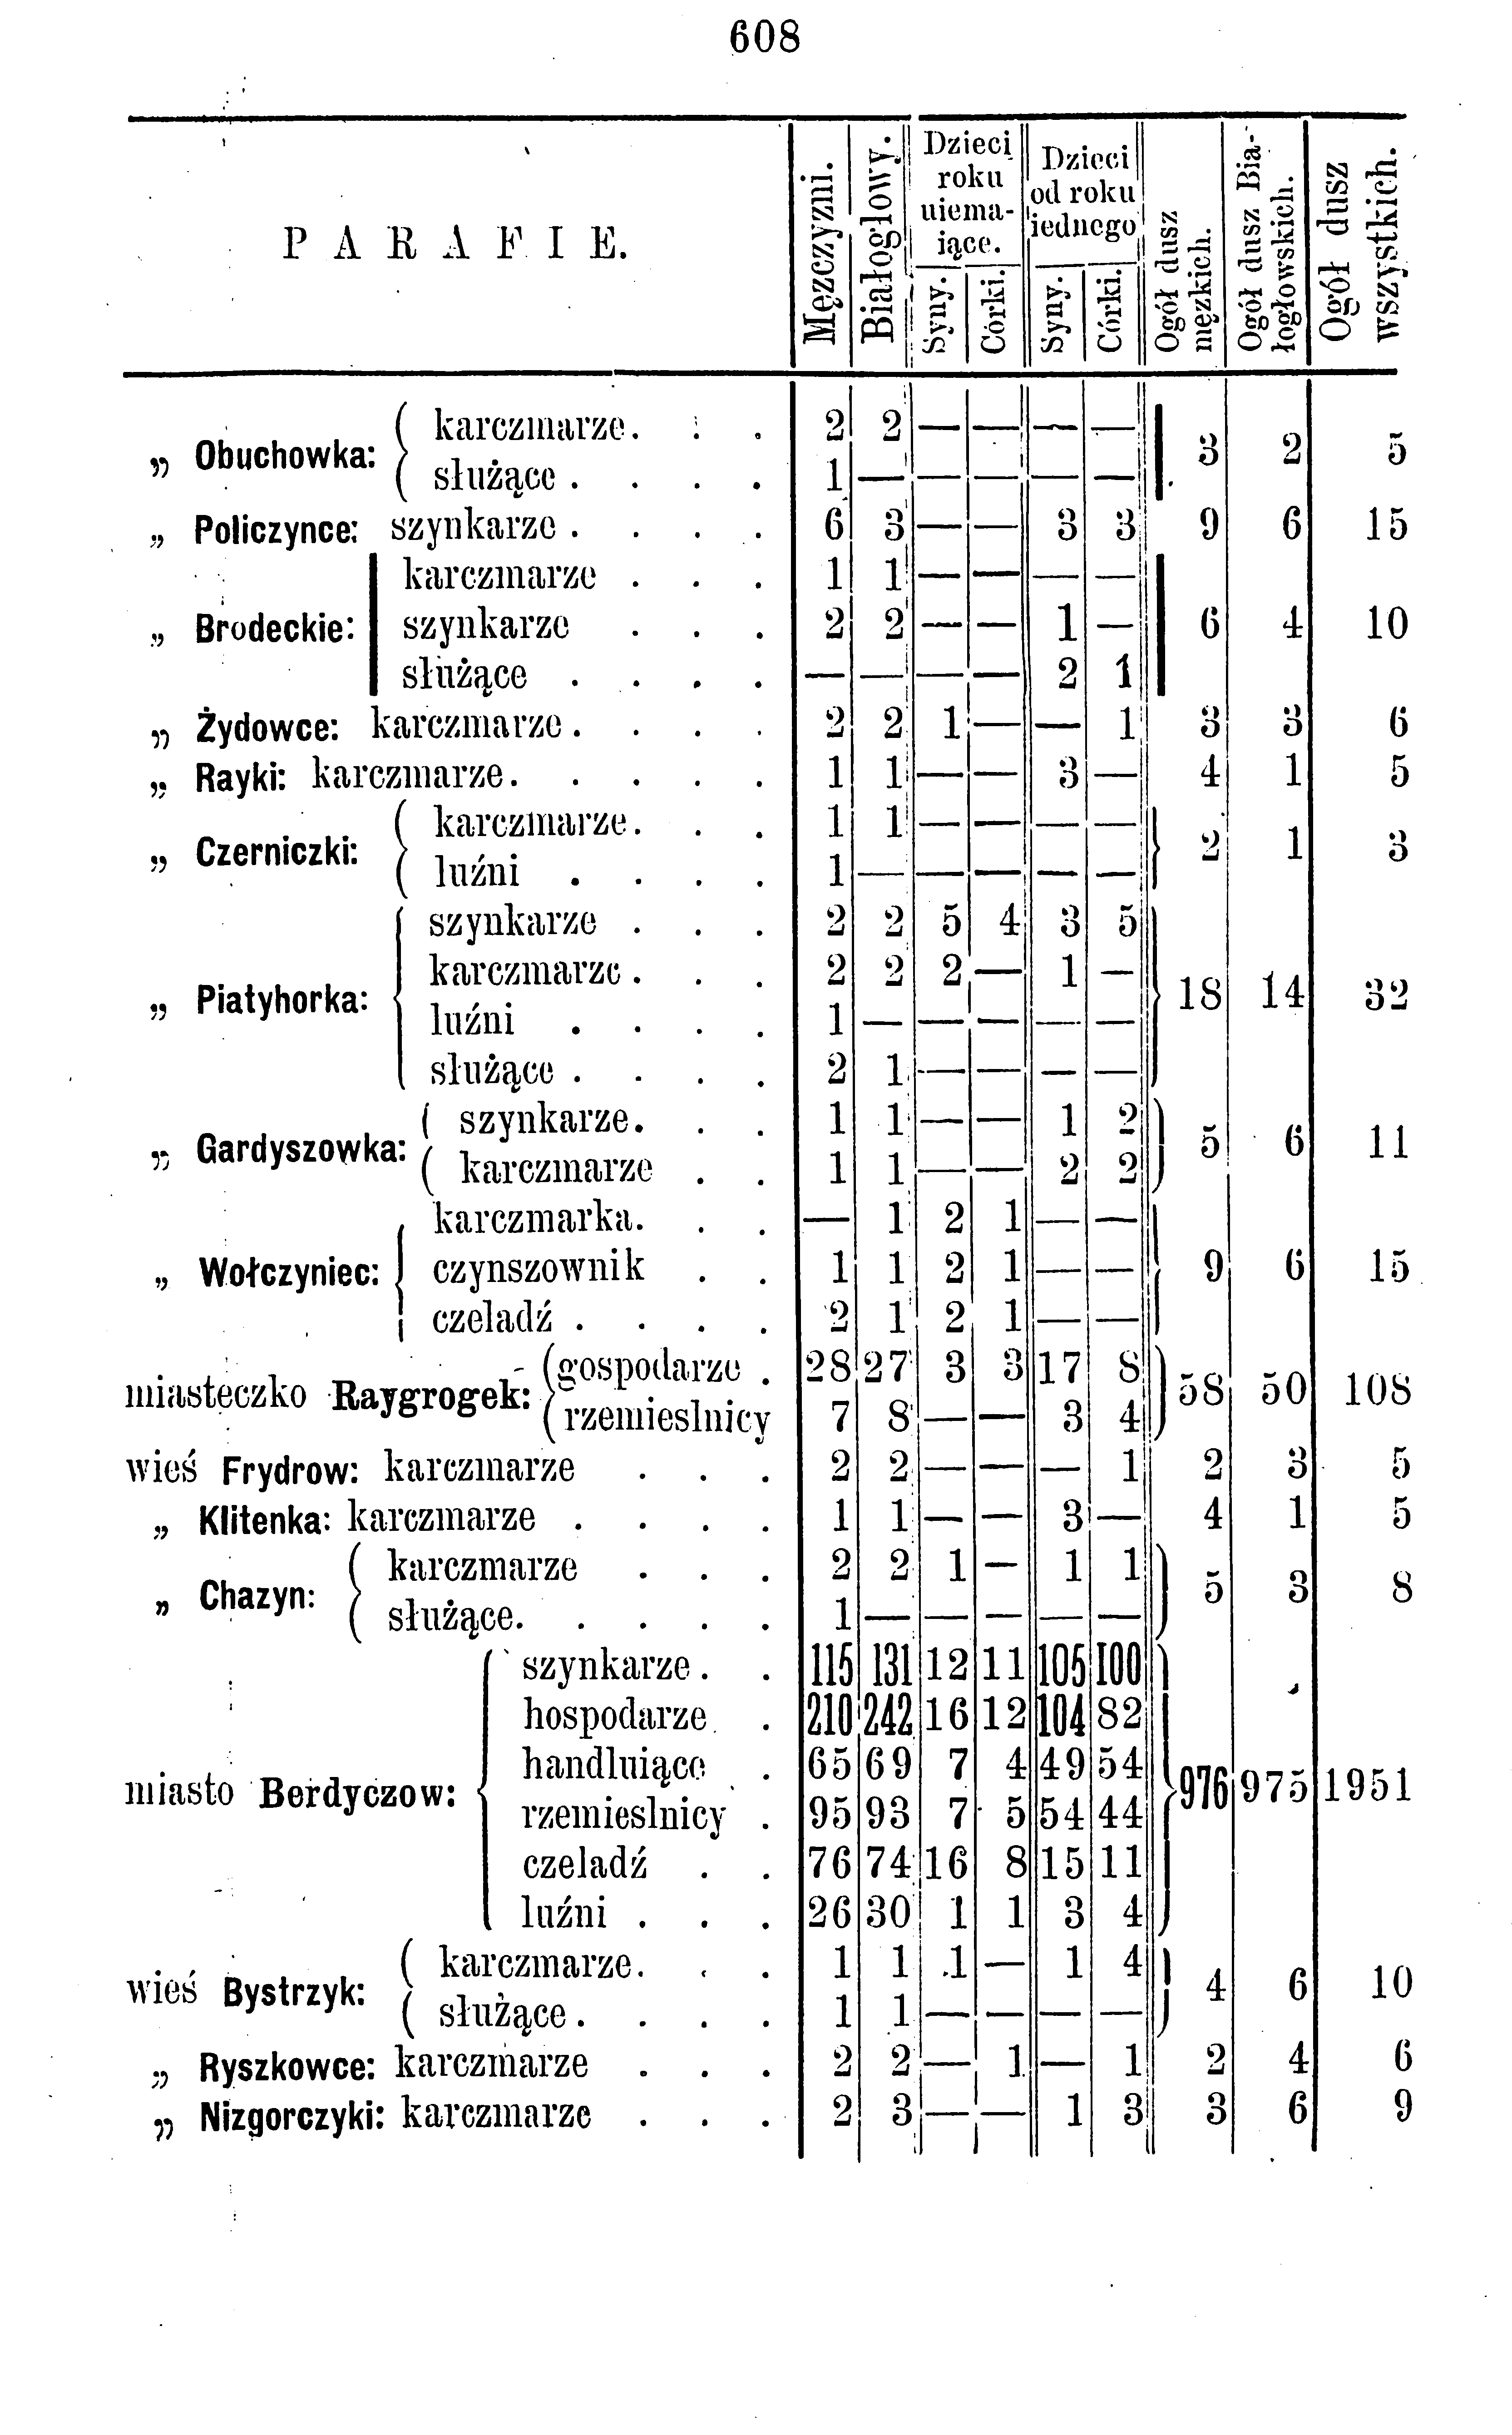 608
PARAFIE. Męzczyzni. Białogłowy. Dzieci roku niemaiące. Syny. Córki. Dzieci od roku iednego Syny. Córki. Ogół dusz męzkich. Ogół dusz Białogłowskich. Ogół dusz wszystkich.
„ Obuchowka: karczmarze. . . 2 2 — — — — 3 2 5
służące . . . . 1 — — — — —
„ Policzynce: szynkarze . . . . 6 3 — — 3 3 9 6 15
karczmarze . . . 1 1 — — — —
„ Brodeckie: szynkarze . . . 2 2 — — 1 — 6 4 10
służące . . . . — — — — 2 1
„ Żydowce: karczmarze . . . . 2 2 1 — — 1 3 3 6
„ Rayki: karczmarze. . . . . . 1 1 — — 3 — 4 1 5
„ Czerniczki: karczmarze. . . 1 1 — — — — 2 1 3
luźni . . . . 1 — — — — —
szynkarze . . . 2 2 5 4 3 5
karczmarze . . . 2 2 2 — 1 —
„ Piatyhorka: luźni . . . . 1 — — — — — 18 14 32
służące . . . . 2 1 — — — —
„ Gardyszowka: szynkarze. . . 1 1 — — 1 2 5 6 11
karczmarze . . 1 1 — — 2 2
karczmarka. . . — 1 2 1 — —
„ Wołczyniec: czynszownik . . 1 1 2 1 — — 9 6 15
czeladź . . . . 2 1 2 1 — —
miasteczko Raygrogek: gospodarze . 28 27 3 3 17 8 58 50 108
rzemieslnicy 7 8 — — 3 4
wieś Frydrow: karczmarze . . . 2 2 — — — 1 2 3 5
„ Klitenka: karczmarze . . . . 1 1 — — 3 — 4 1 5
„ Chazyn: karczmarze . . . 2 2 1 — 1 1 5 3 8
służące. . . . . 1 — — — — —
szynkarze . . 115 131 12 11 105 100
hospodarze . 210 242 16 12 104 82
handluiące . 65 69 7 4 49 54
miasto Berdyczow: rzemieslnicy . 95 93 7 5 54 44 976 975 1951
czeladź . . 76 74 16 8 15 11
luźni . . . 26 30 1 1 3 4
wieś Bystrzyk: karczmarze. . . 1 1 1 — 1 4 4 6 10
służące . . . . 1 1 — — — —
„ Ryszkowce: karczmarze . . . 2 2 — 1 — 1 2 4 6
„ Nizgorczyki: karczmarze . . . 2 3 — — 1 3 3 6 9